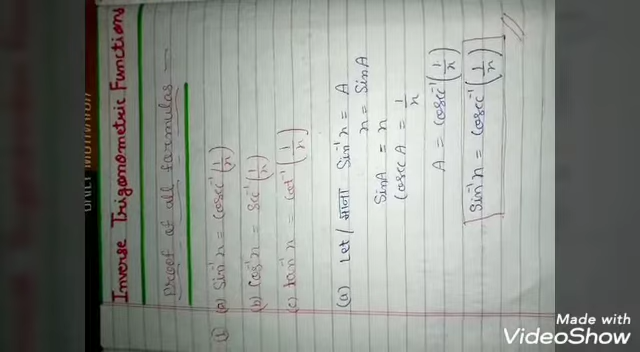 DAILY MOTIVATION
Inverse Trigonometric Functions
Proof of all formulas -
① (a) Sin⁻¹x = Cosec⁻¹(1/x)
(b) Cos⁻¹x = Sec⁻¹(1/x)
(c) tan⁻¹x = Cot⁻¹(1/x)
(a) Let/माना Sin⁻¹x = A
x = SinA
SinA = x
CosecA = 1/x
A = Cosec⁻¹(1/x)
Sin⁻¹x = Cosec⁻¹(1/x)
Made with
VideoShow